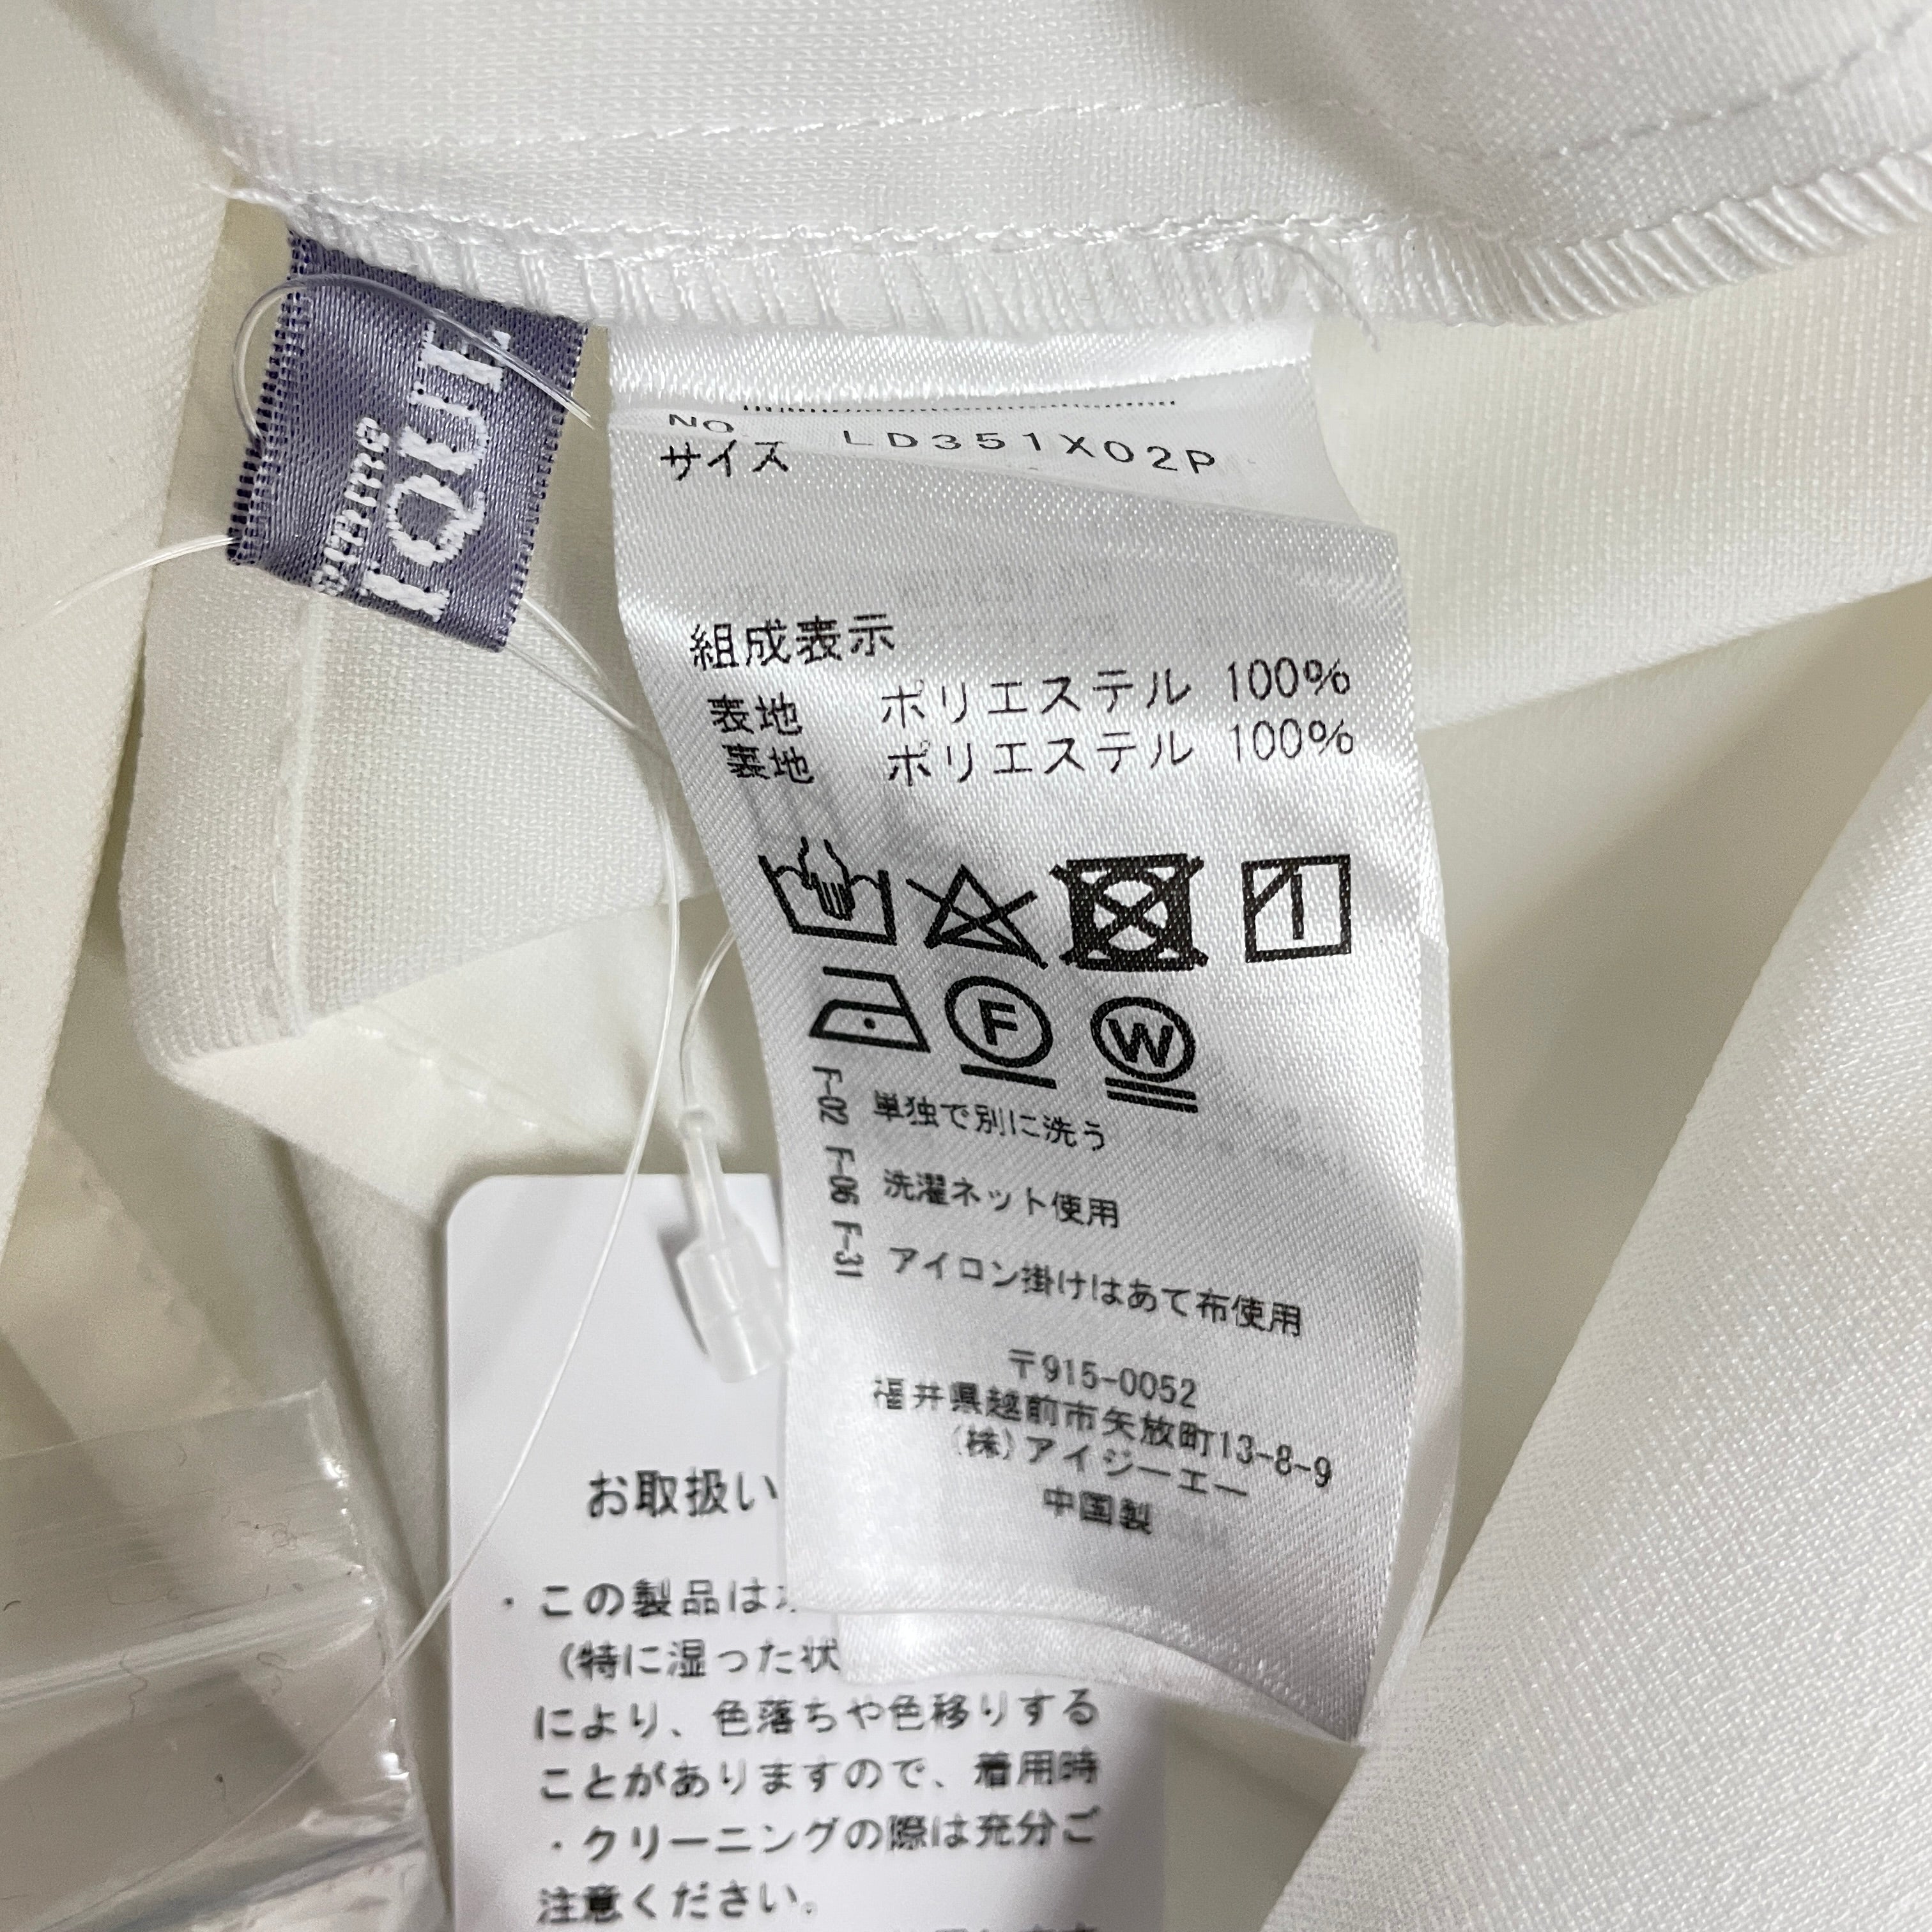 IQUE
NO LD351X02P
サイズ
組成表示
表地 ポリエステル 100%
裏地 ポリエステル 100%
F
W
F-02 単独で別に洗う
F-06 洗濯ネット使用
F-31 アイロン掛けはあて布使用
〒915-0052
福井県越前市矢放町13-8-9
(株)アイジーエー
中国製
お取扱い
・この製品は
(特に湿った状
により、色落ちや色移りする
ことがありますので、着用時
・クリーニングの際は充分ご
注意ください。